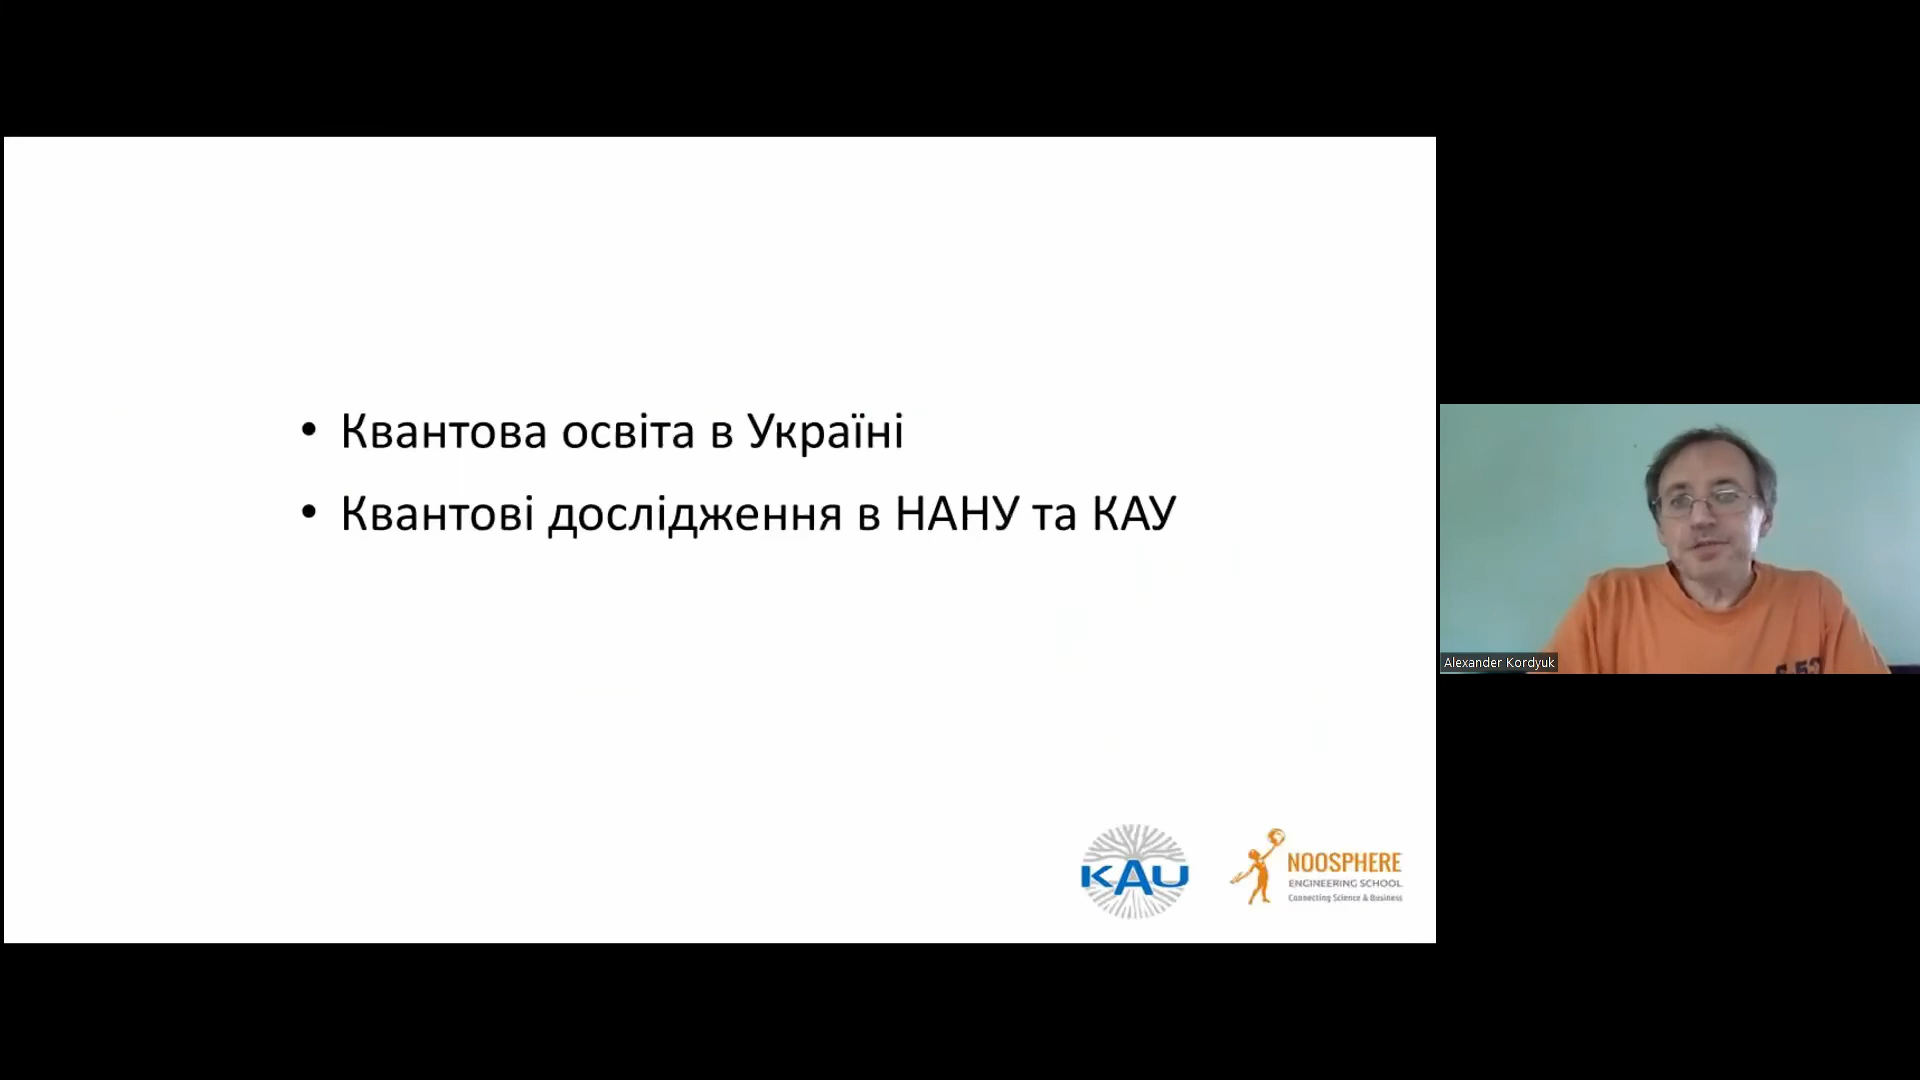 • Квантова освіта в Україні
• Квантові дослідження в НАНУ та КАУ
Alexander Kordyuk
KAU
NOOSPHERE
ENGINEERING SCHOOL
Connecting Science & Business